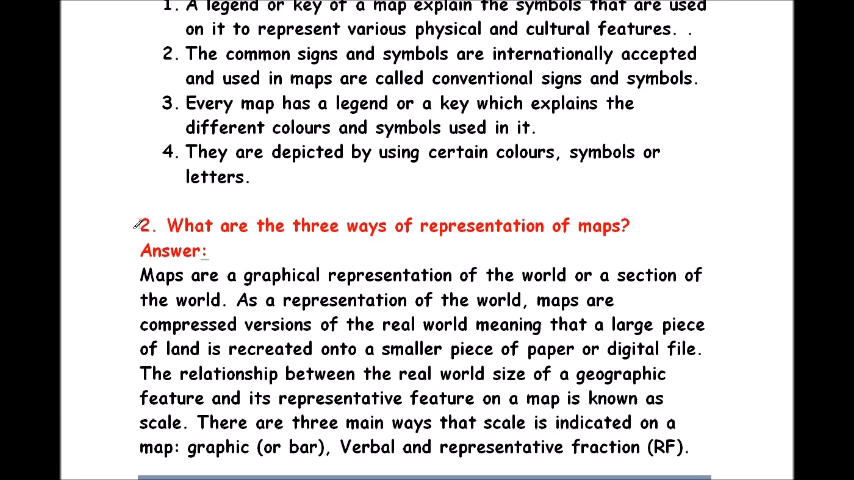 1. A legend or key of a map explain the symbols that are used
on it to represent various physical and cultural features. .
2. The common signs and symbols are internationally accepted
and used in maps are called conventional signs and symbols.
3. Every map has a legend or a key which explains the
different colours and symbols used in it.
4. They are depicted by using certain colours, symbols or
letters.
2. What are the three ways of representation of maps?
Answer:
Maps are a graphical representation of the world or a section of
the world. As a representation of the world, maps are
compressed versions of the real world meaning that a large piece
of land is recreated onto a smaller piece of paper or digital file.
The relationship between the real world size of a geographic
feature and its representative feature on a map is known as
scale. There are three main ways that scale is indicated on a
map: graphic (or bar), Verbal and representative fraction (RF).